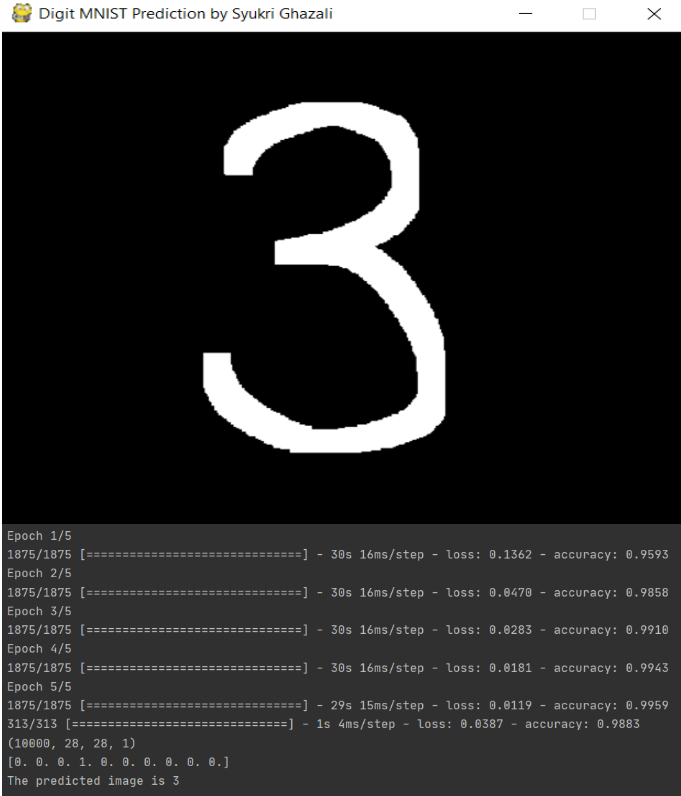 Digit MNIST Prediction by Syukri Ghazali
3
Epoch 1/5
1875/1875 [==============================] - 30s 16ms/step - loss: 0.1362 - accuracy: 0.9593
Epoch 2/5
1875/1875 [==============================] - 30s 16ms/step - loss: 0.0470 - accuracy: 0.9858
Epoch 3/5
1875/1875 [==============================] - 30s 16ms/step - loss: 0.0283 - accuracy: 0.9910
Epoch 4/5
1875/1875 [==============================] - 30s 16ms/step - loss: 0.0181 - accuracy: 0.9943
Epoch 5/5
1875/1875 [==============================] - 29s 15ms/step - loss: 0.0119 - accuracy: 0.9959
313/313 [==============================] - 1s 4ms/step - loss: 0.0387 - accuracy: 0.9883
(10000, 28, 28, 1)
[0. 0. 0. 1. 0. 0. 0. 0. 0. 0.]
The predicted image is 3